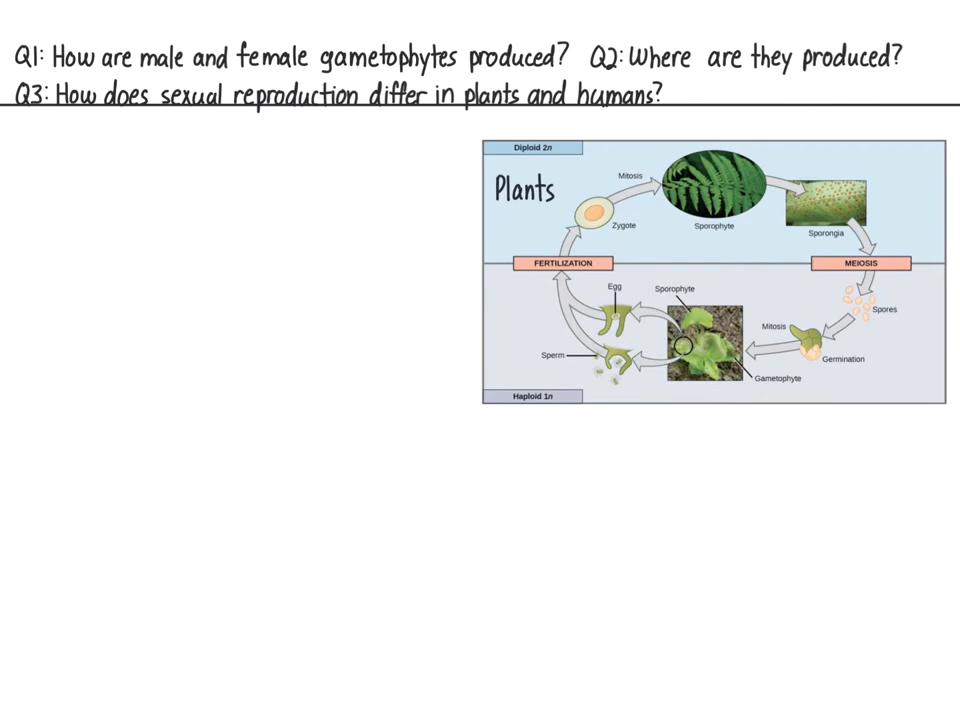 Q1: How are male and female gametophytes produced? Q2: Where are they produced?
Q3: How does sexual reproduction differ in plants and humans?
Diploid 2n
Plants
Mitosis
Zygote
Sporophyte
Sporongia
FERTILIZATION
MEIOSIS
Egg
Sporophyte
Spores
Mitosis
Sperm
Germination
Gametophyte
Haploid 1n